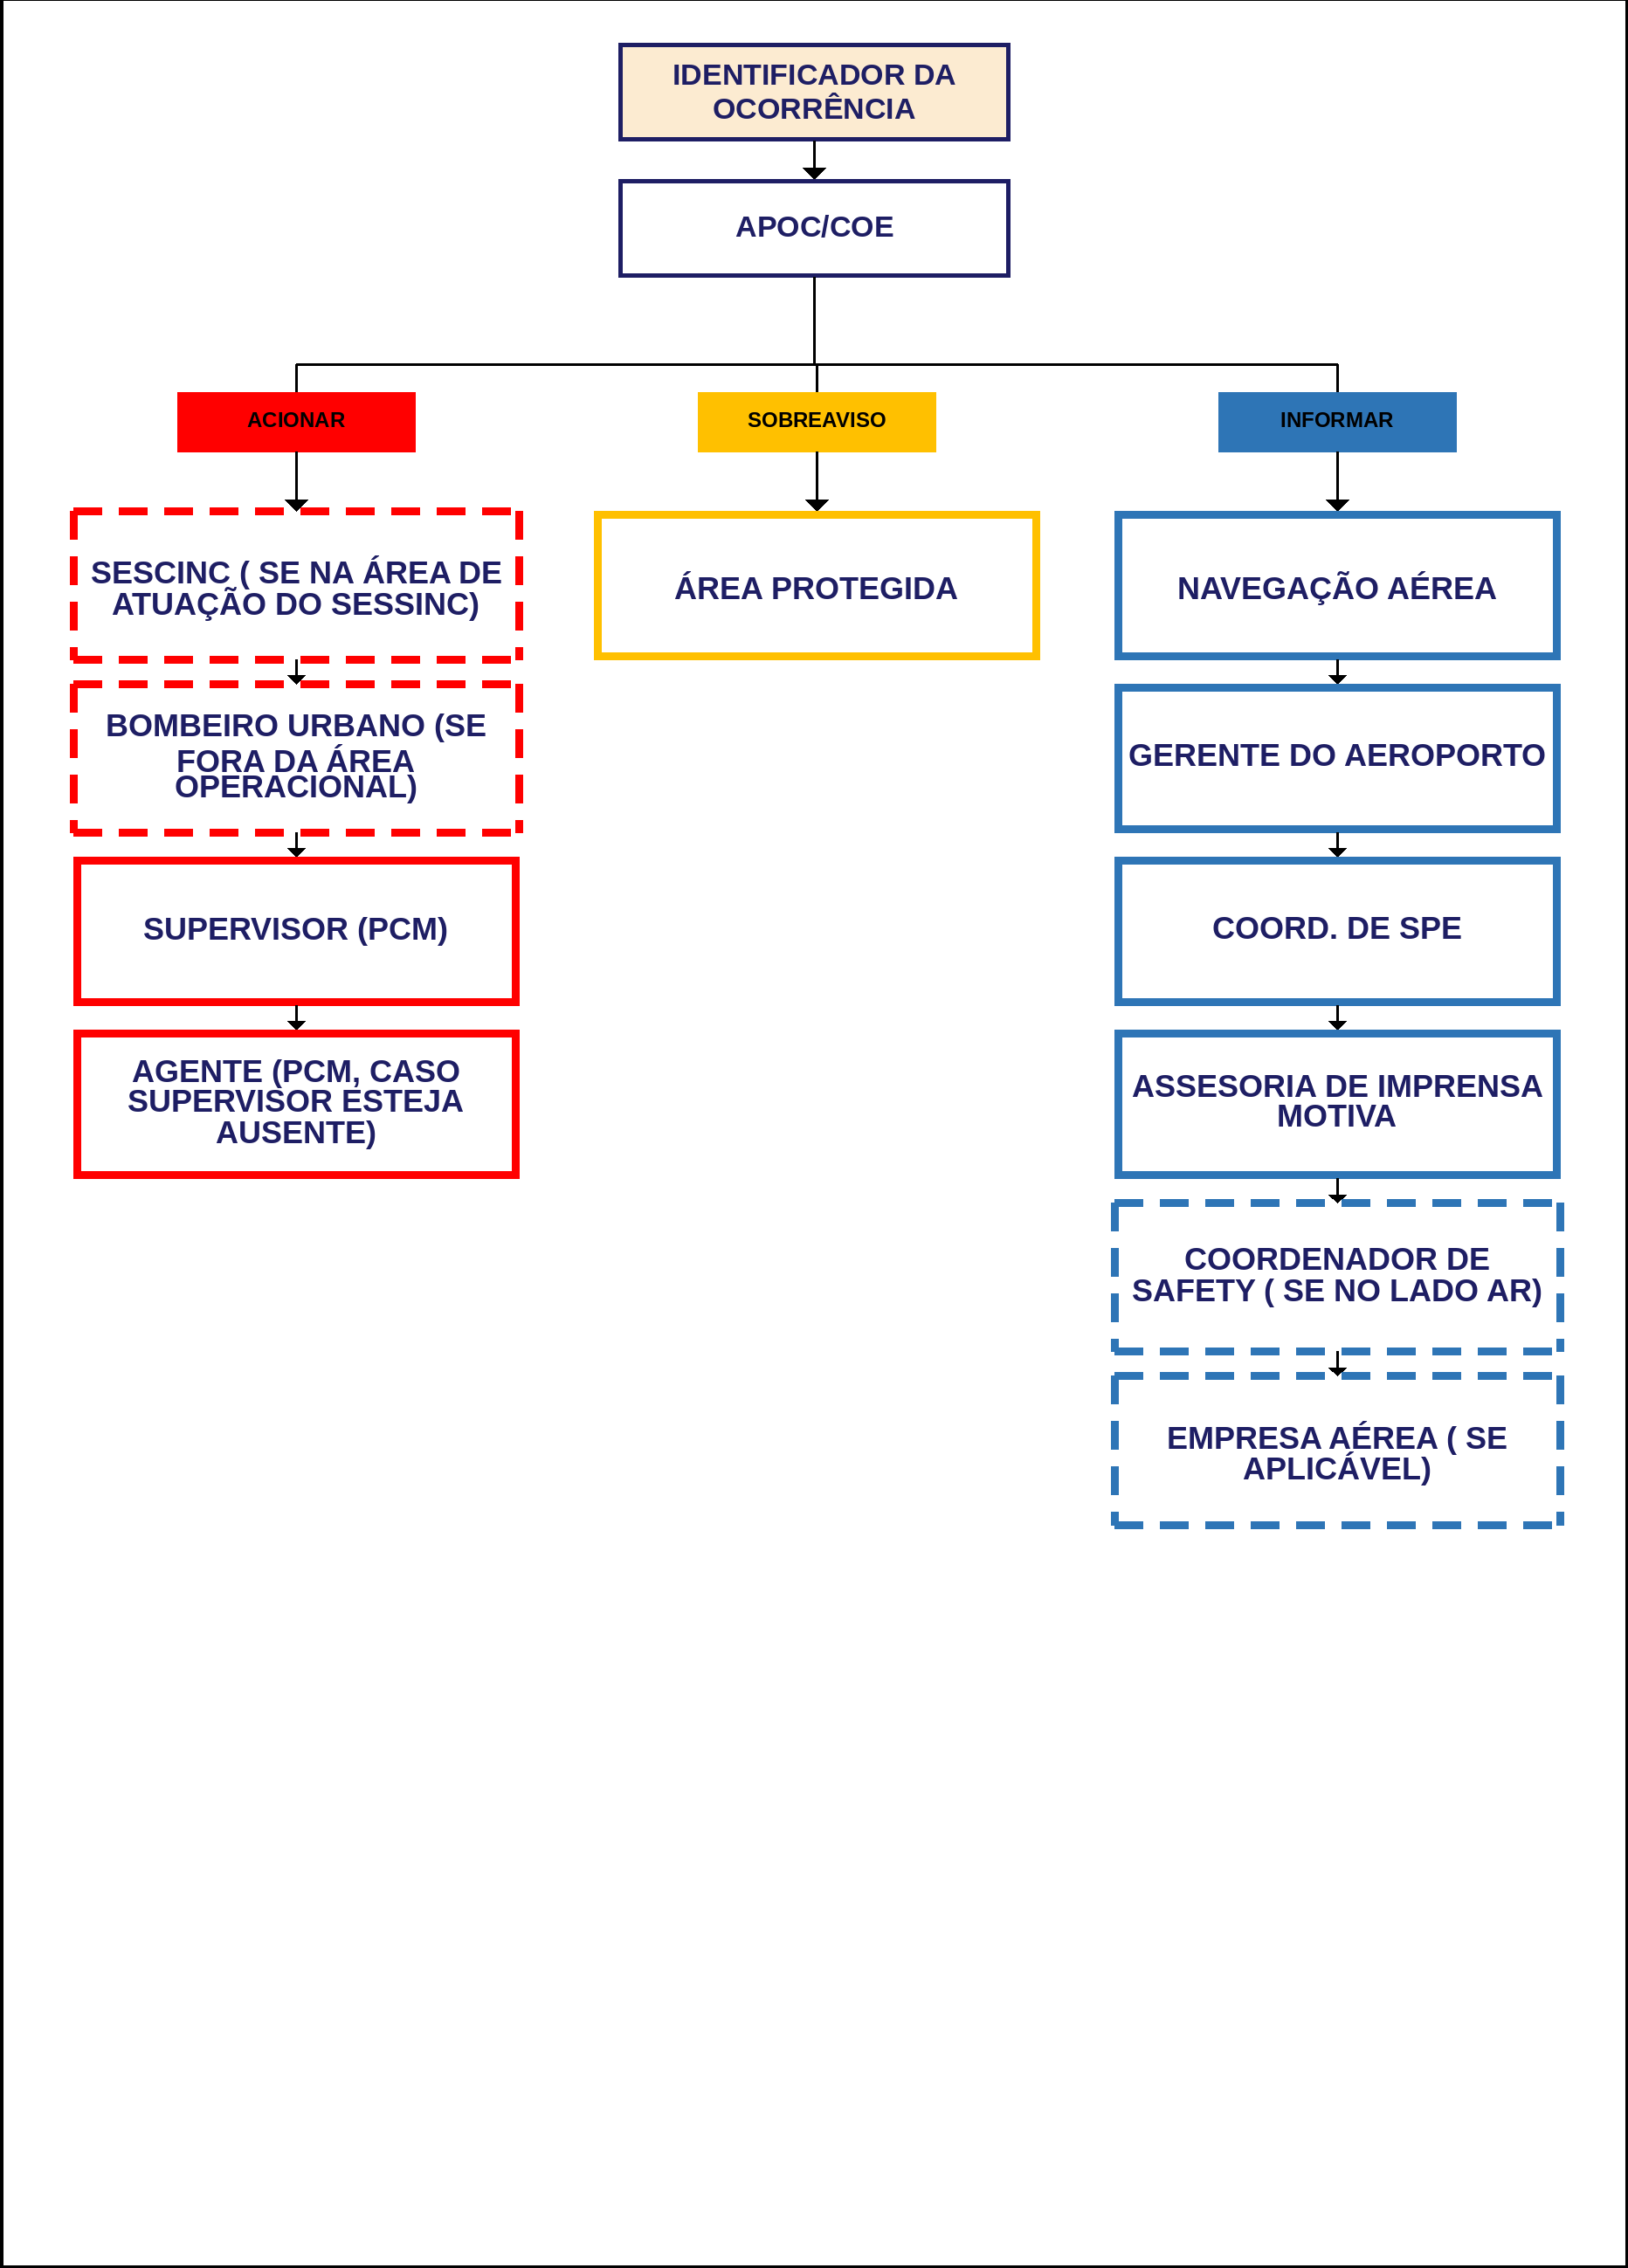 IDENTIFICADOR DA
OCORRÊNCIA
APOC/COE
ACIONAR
SOBREAVISO
INFORMAR
SESCINC ( SE NA ÁREA DE
ATUAÇÃO DO SESSINC)
BOMBEIRO URBANO (SE
FORA DA ÁREA
OPERACIONAL)
SUPERVISOR (PCM)
AGENTE (PCM, CASO
SUPERVISOR ESTEJA
AUSENTE)
ÁREA PROTEGIDA
NAVEGAÇÃO AÉREA
GERENTE DO AEROPORTO
COORD. DE SPE
ASSESORIA DE IMPRENSA
MOTIVA
COORDENADOR DE
SAFETY ( SE NO LADO AR)
EMPRESA AÉREA ( SE
APLICÁVEL)